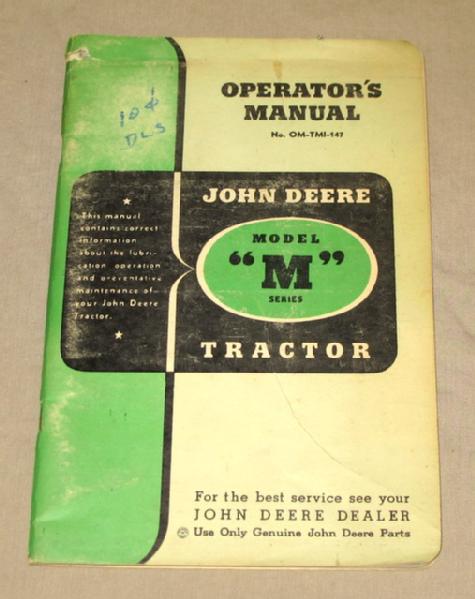 OPERATOR'S
MANUAL
No. OM-TMI-147
JOHN DEERE
MODEL
"M"
SERIES
TRACTOR
This manual
contains correct
information
about the lubri-
cation operation
and preventative
maintenance of
your John Deere
Tractor.
For the best service see your
JOHN DEERE DEALER
Use Only Genuine John Deere Parts